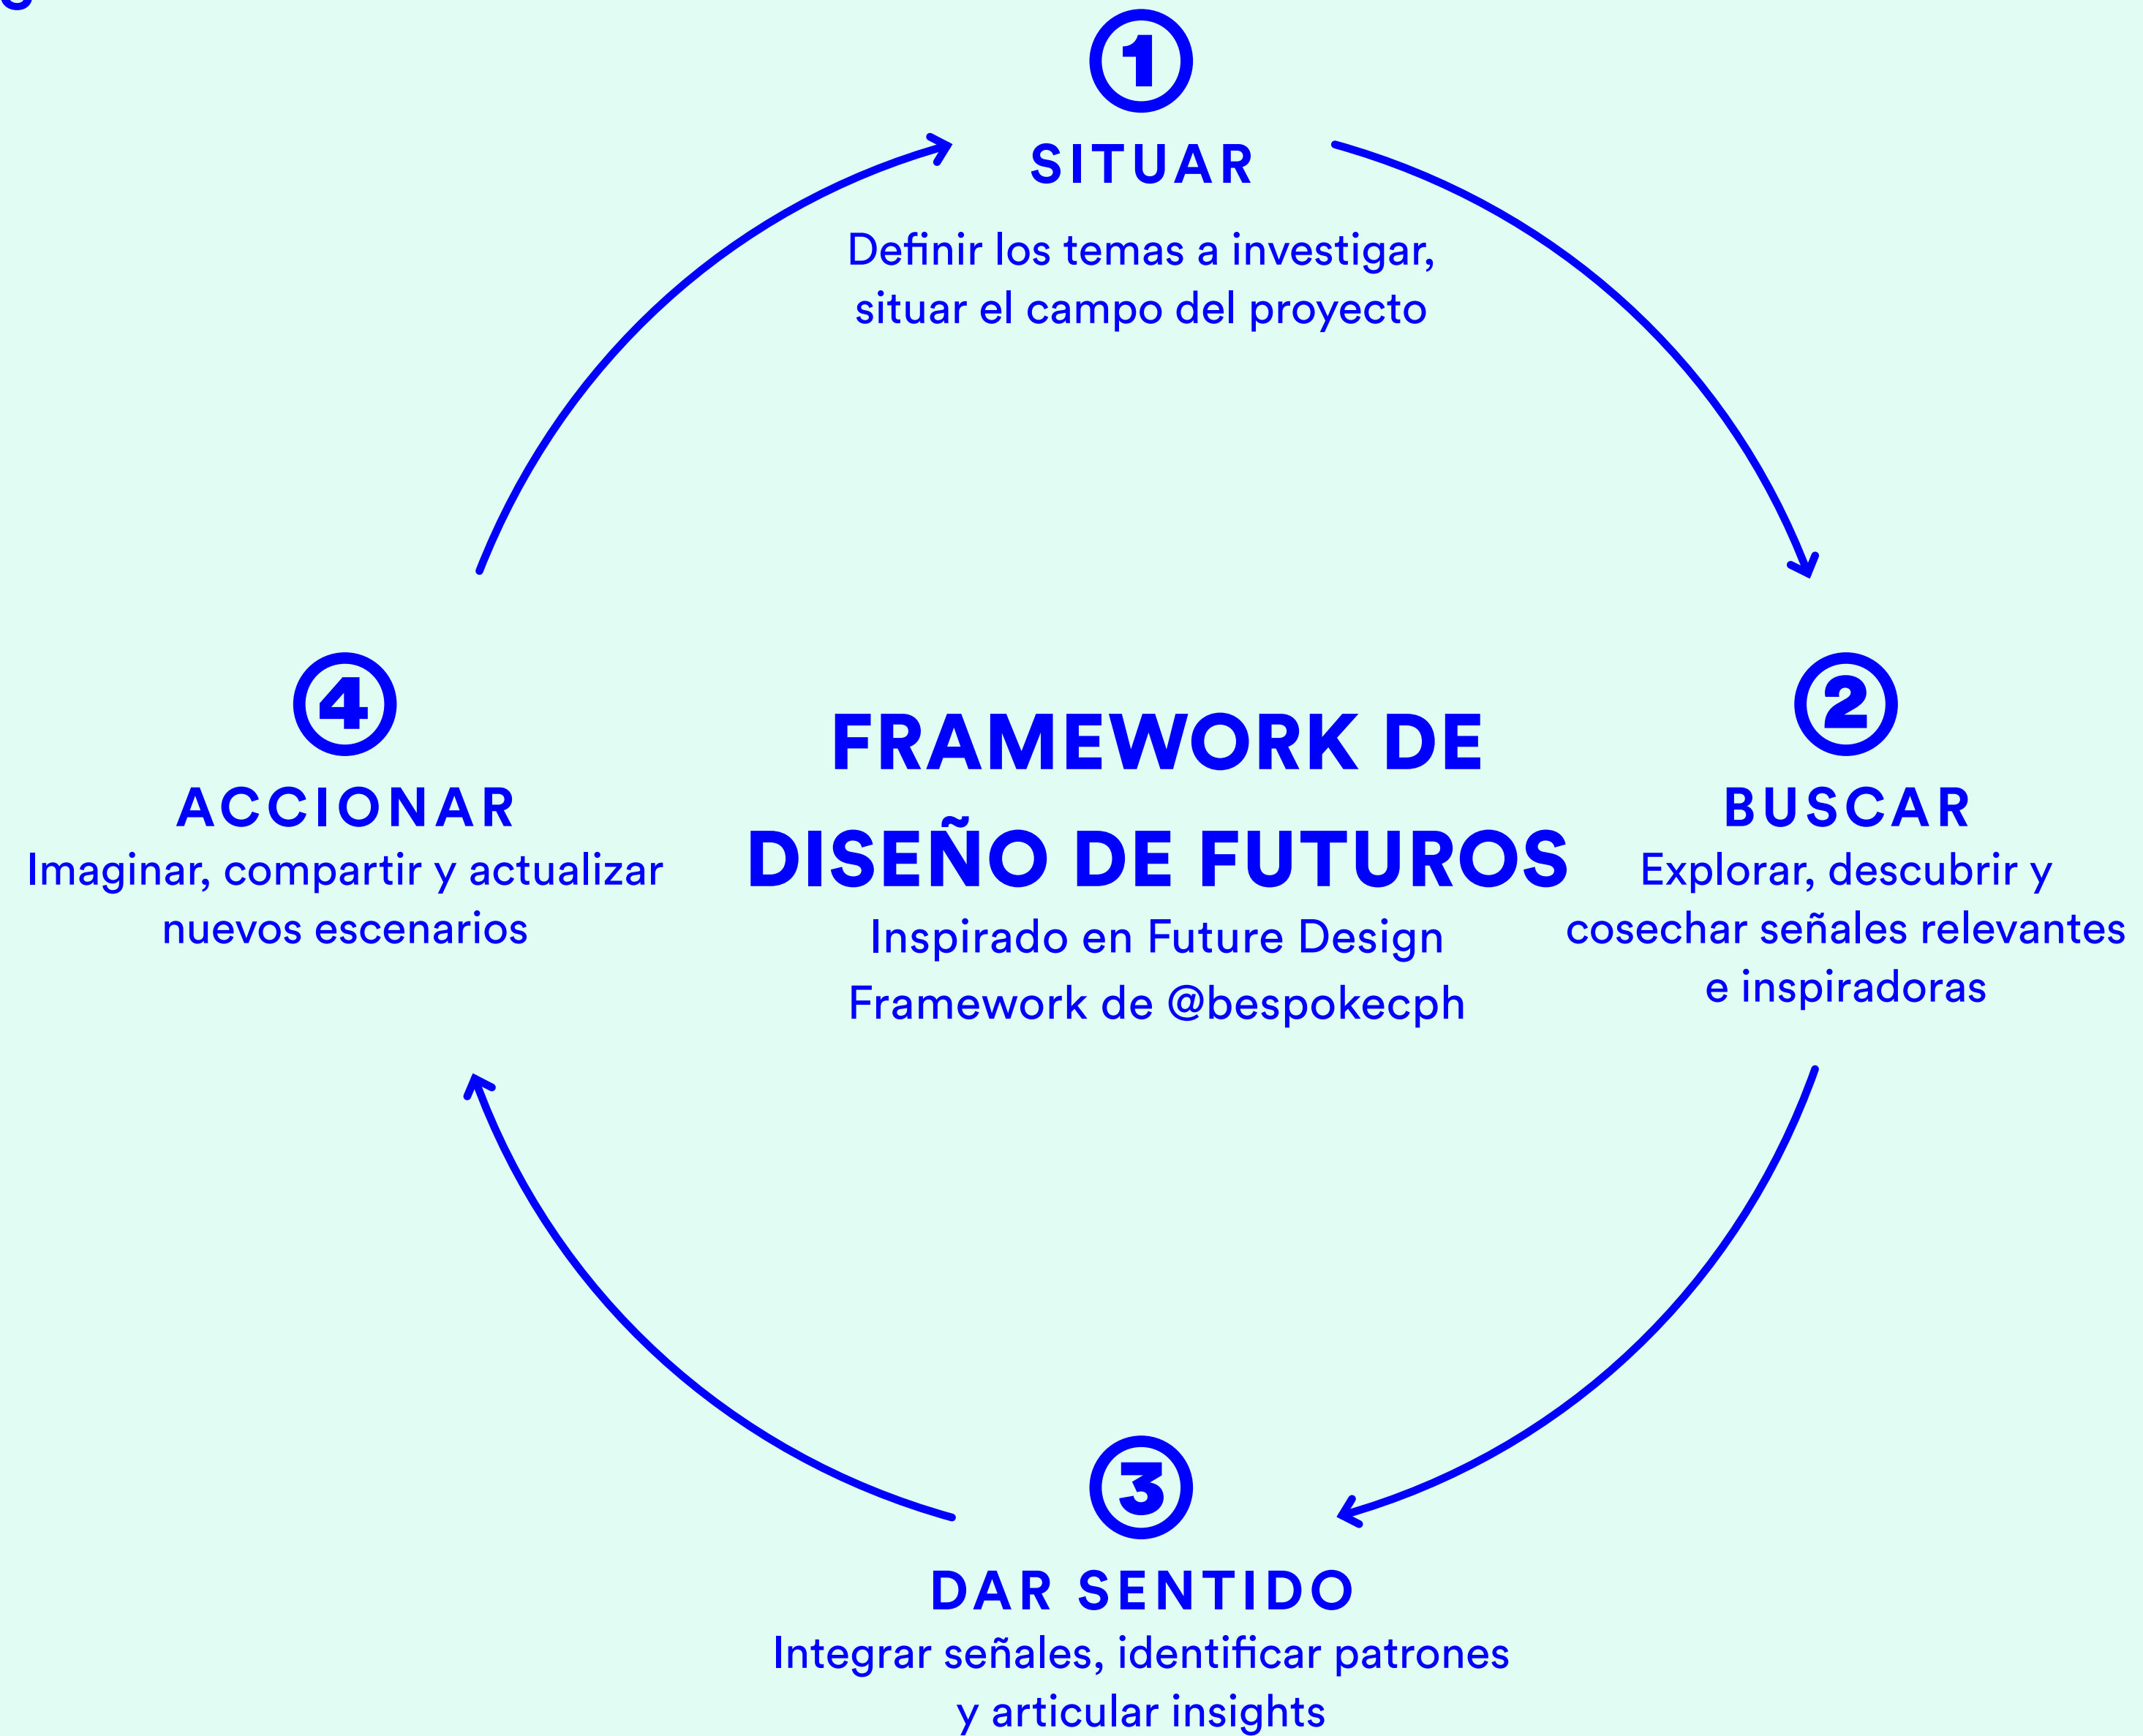 1
SITUAR
Definir los temas a investigar,
situar el campo del proyecto
4
ACCIONAR
Imaginar, compartir y actualizar
nuevos escenarios
FRAMEWORK DE
DISEÑO DE FUTUROS
Inspirado en Future Design
Framework de @bespokecph
2
BUSCAR
Explorar, descubrir y
cosechar señales relevantes
e inspiradoras
3
DAR SENTIDO
Integrar señales, identificar patrones
y articular insights